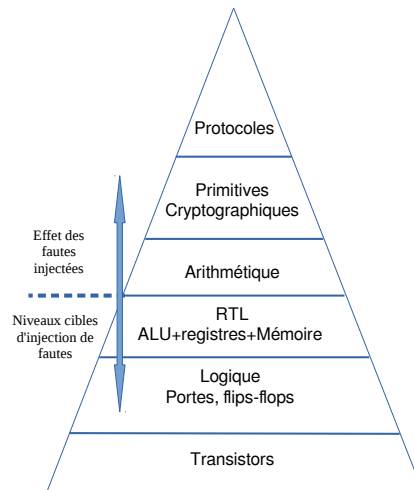 Protocoles
Primitives
Cryptographiques
Effet des
fautes
injectées
Arithmétique
Niveaux cibles
d'injection de
fautes
RTL
ALU+registres+Mémoire
Logique
Portes, flips-flops
Transistors